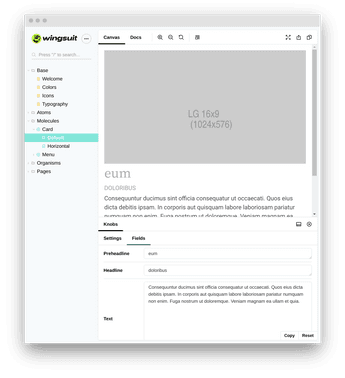 wingsuit
Canvas Docs
Press "/" to search...
Base
Welcome
Colors
Icons
Typography
Atoms
Molecules
Card
Default
Horizontal
Menu
Organisms
Pages
LG 16x9
(1024x576)
eum
DOLORIBUS
Consequuntur ducimus sint officia consequatur ut occaecati. Quos eius
dicta debitis ipsam. In corporis aut quisquam labore laboriosam pariatur
numquam non enim. Fuga nostrum ut doloremque. Veniam magnam ea
Knobs
Settings Fields
Preheadline eum
Headline doloribus
Consequuntur ducimus sint officia consequatur ut occaecati. Quos eius dicta
debitis ipsam. In corporis aut quisquam labore laboriosam pariatur numquam
non enim. Fuga nostrum ut doloremque. Veniam magnam ea ullam et quia.
Text
Copy Reset